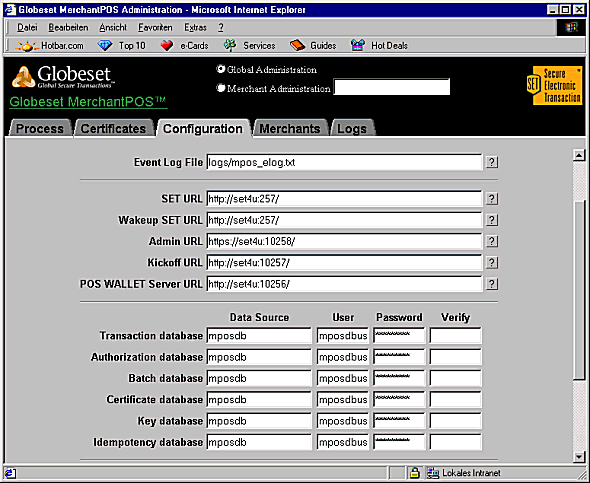 Globeset MerchantPOS Administration - Microsoft Internet Explorer
Datei Bearbeiten Ansicht Favoriten Extras ?
Hotbar.com Top 10 e-Cards Services Guides Hot Deals
Globeset™
Global Secure Transactions™
Globeset MerchantPOS™
Global Administration
Merchant Administration
SET Secure Electronic Transaction™
Process Certificates Configuration Merchants Logs
Event Log File logs/mpos_elog.txt ?
SET URL http://set4u:257/ ?
Wakeup SET URL http://set4u:257/ ?
Admin URL https://set4u:10258/ ?
Kickoff URL http://set4u:10257/ ?
POS WALLET Server URL http://set4u:10256/ ?
Data Source User Password Verify
Transaction database mposdb mposdbus *********
Authorization database mposdb mposdbus *********
Batch database mposdb mposdbus *********
Certificate database mposdb mposdbus *********
Key database mposdb mposdbus *********
Idempotency database mposdb mposdbus *********
Lokales Intranet